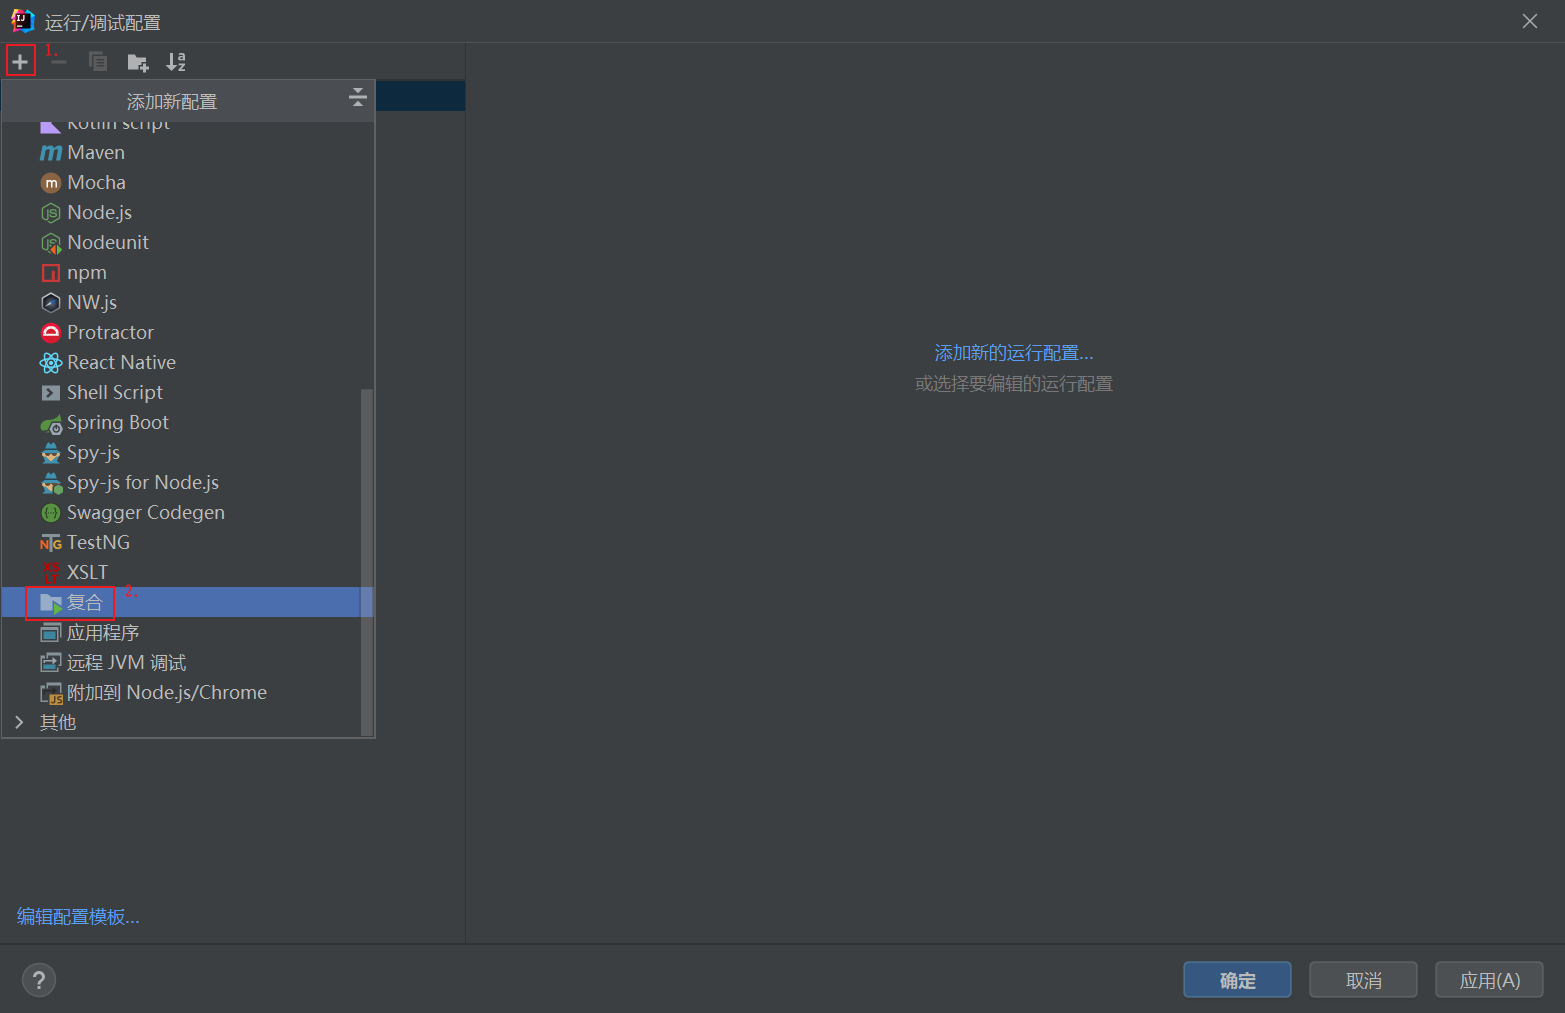 运行/调试配置
1.
添加新配置
Kotlin script
Maven
Mocha
Node.js
Nodeunit
npm
NW.js
Protractor
React Native
Shell Script
Spring Boot
Spy-js
Spy-js for Node.js
Swagger Codegen
TestNG
XSLT
复合
2.
应用程序
远程 JVM 调试
附加到 Node.js/Chrome
其他
添加新的运行配置...
或选择要编辑的运行配置
编辑配置模板...
?
确定
取消
应用(A)